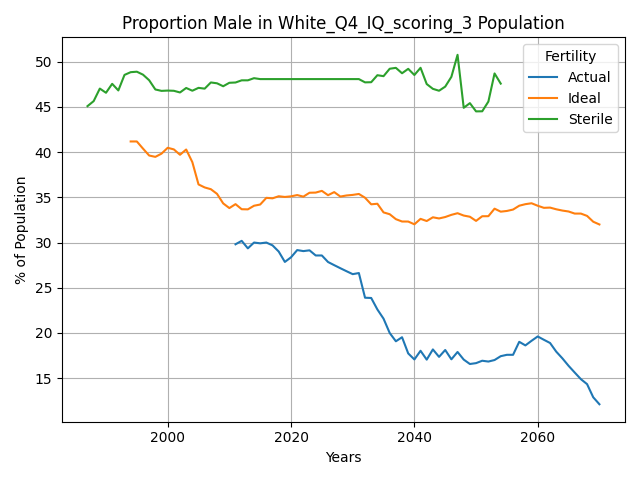 Proportion Male in White_Q4_IQ_scoring_3 Population
Fertility
Actual
Ideal
Sterile
% of Population
50
45
40
35
30
25
20
15
2000
2020
2040
2060
Years